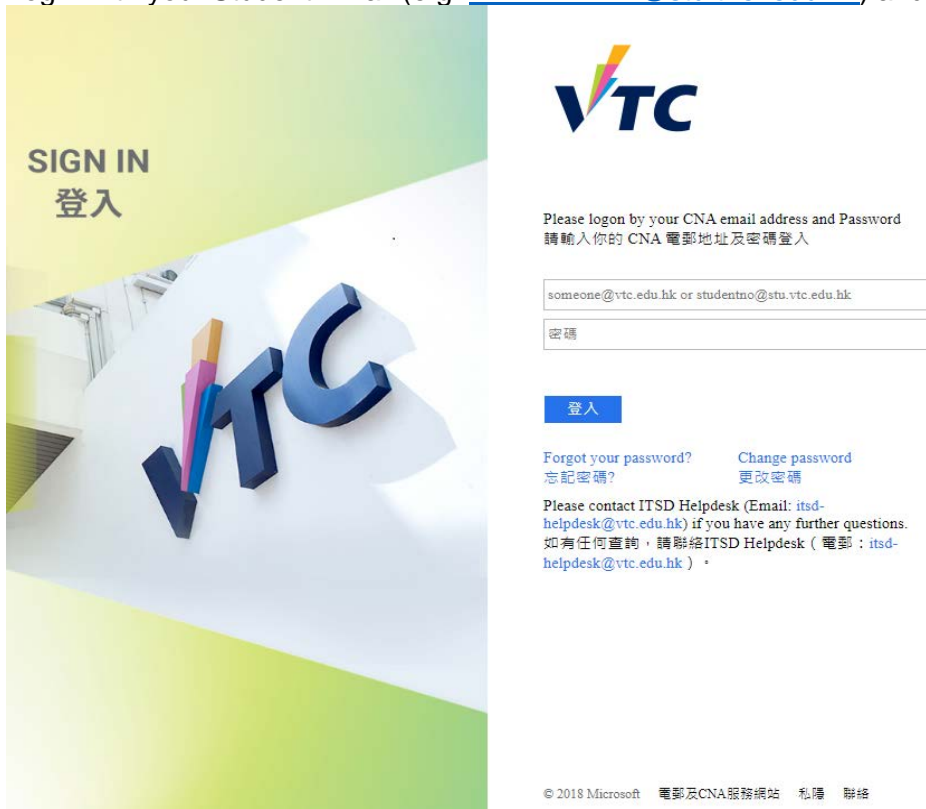 VTC
SIGN IN
登入
VTC
Please logon by your CNA email address and Password
請輸入你的 CNA 電郵地址及密碼登入
someone@vtc.edu.hk or studentno@stu.vtc.edu.hk
密碼
登入
Forgot your password? Change password
忘記密碼? 更改密碼
Please contact ITSD Helpdesk (Email: itsd-
helpdesk@vtc.edu.hk) if you have any further questions.
如有任何查詢，請聯絡ITSD Helpdesk（電郵：itsd-
helpdesk@vtc.edu.hk）。
© 2018 Microsoft 電郵及CNA服務網站 私隱 聯絡